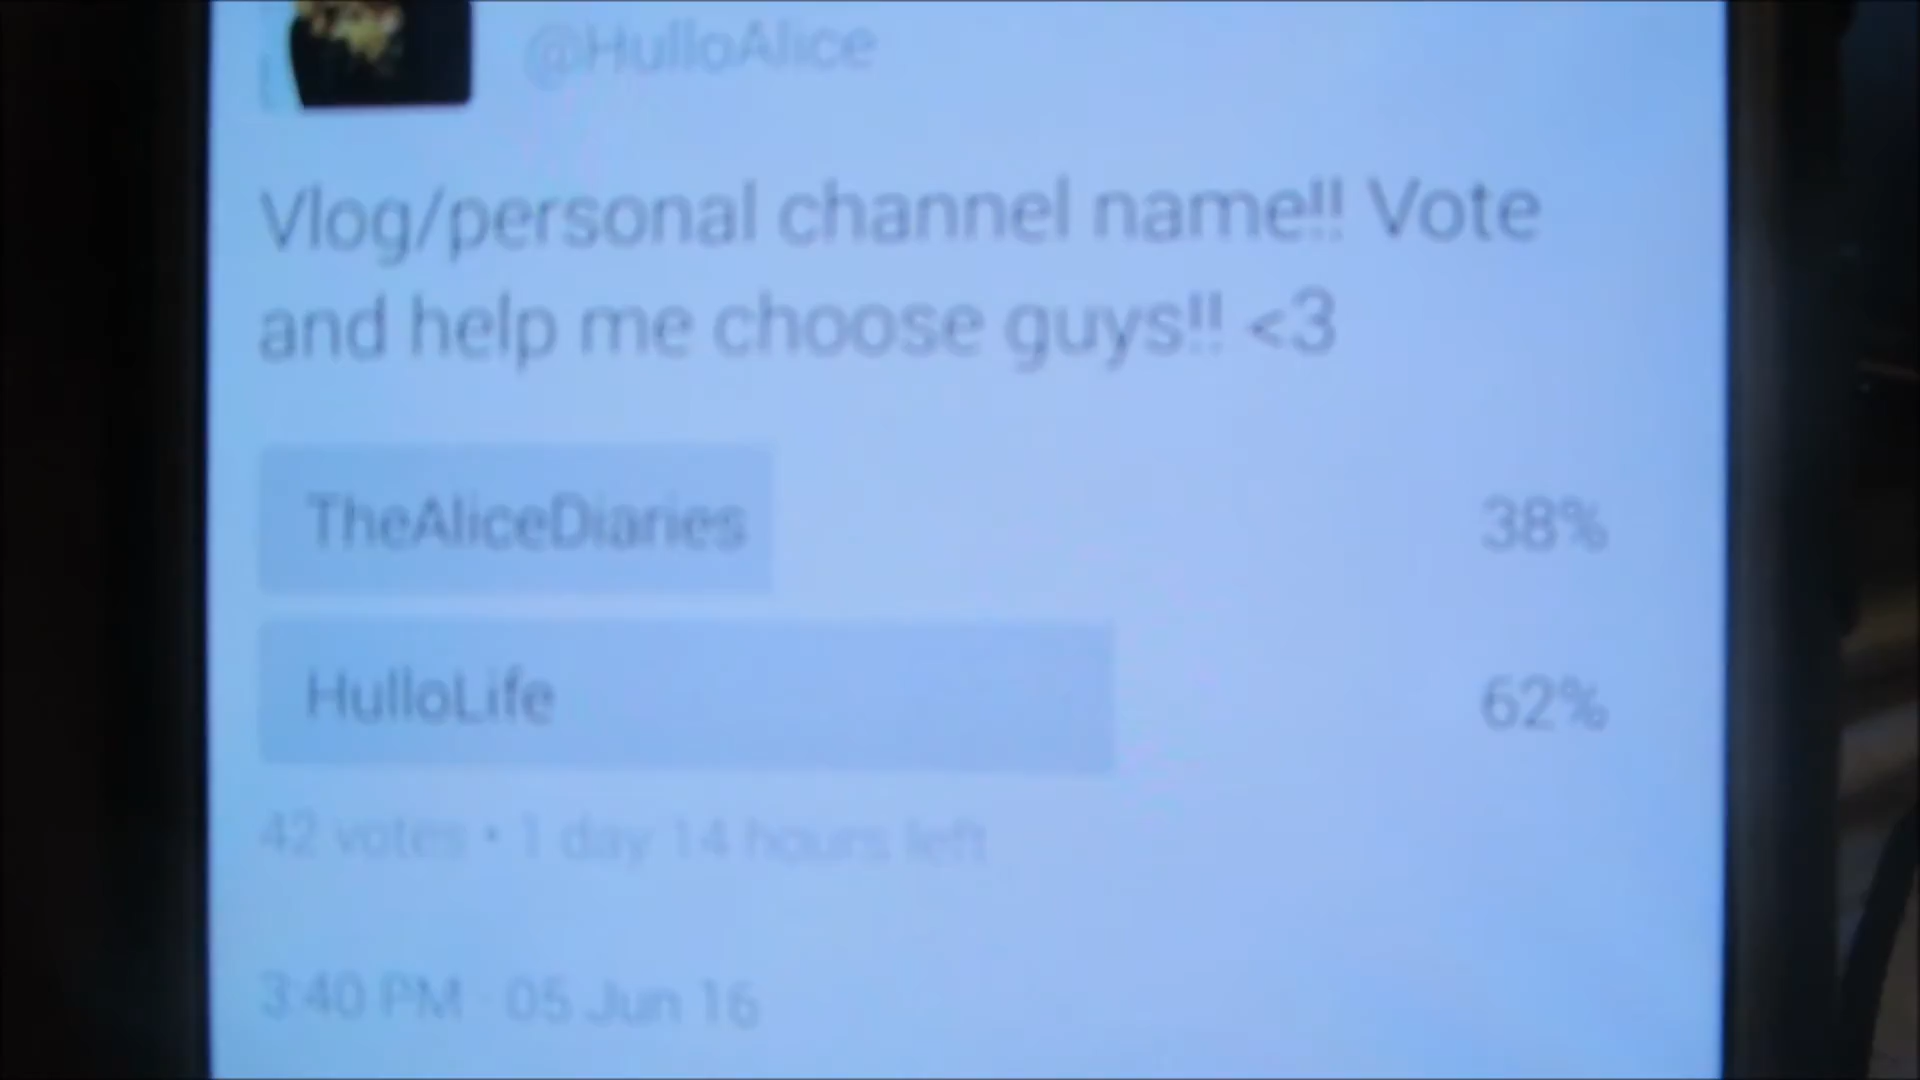 @HulloAlice
Vlog/personal channel name!! Vote
and help me choose guys!! <3
TheAliceDiaries 38%
HulloLife 62%
42 votes • 1 day 14 hours left
3:40 PM · 05 Jun 16